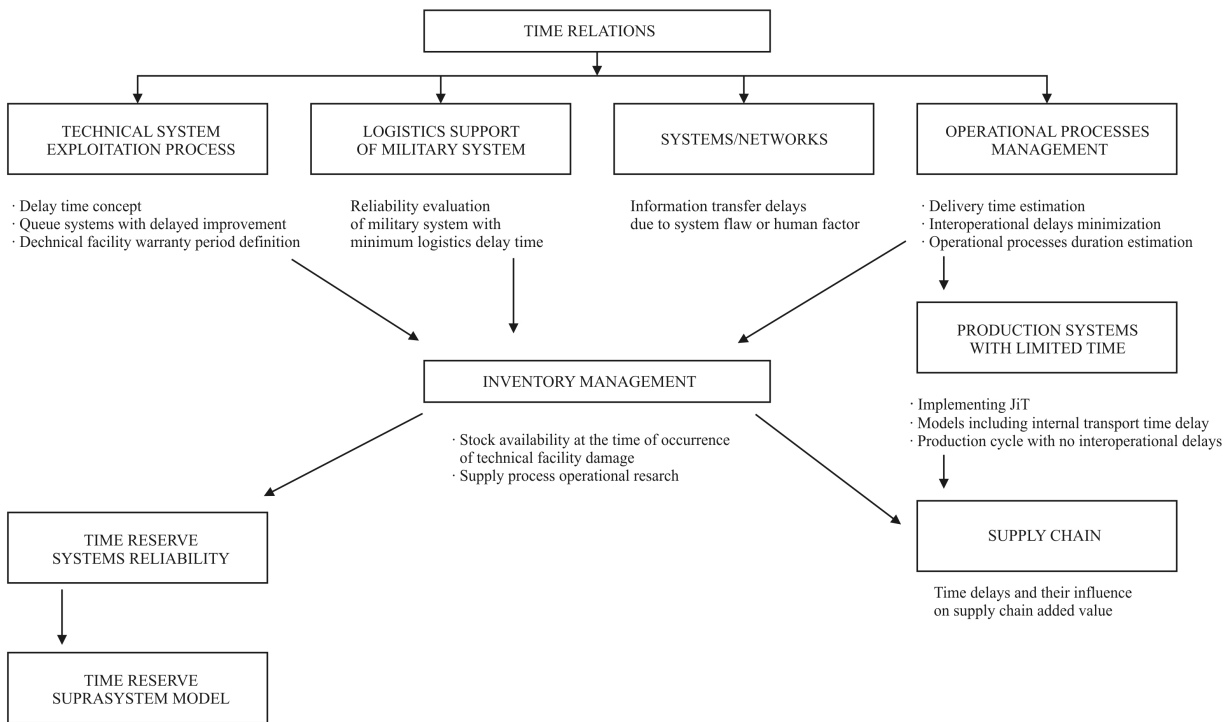 TIME RELATIONS
TECHNICAL SYSTEM
EXPLOITATION PROCESS
LOGISTICS SUPPORT
OF MILITARY SYSTEM
SYSTEMS/NETWORKS
OPERATIONAL PROCESSES
MANAGEMENT
· Delay time concept
· Queue systems with delayed improvement
· Dechnical facility warranty period definition
Reliability evaluation
of military system with
minimum logistics delay time
Information transfer delays
due to system flaw or human factor
· Delivery time estimation
· Interoperational delays minimization
· Operational processes duration estimation
PRODUCTION SYSTEMS
WITH LIMITED TIME
INVENTORY MANAGEMENT
· Implementing JiT
· Models including internal transport time delay
· Production cycle with no interoperational delays
· Stock availability at the time of occurrence
of technical facility damage
· Supply process operational resarch
TIME RESERVE
SYSTEMS RELIABILITY
SUPPLY CHAIN
Time delays and their influence
on supply chain added value
TIME RESERVE
SUPRASYSTEM MODEL